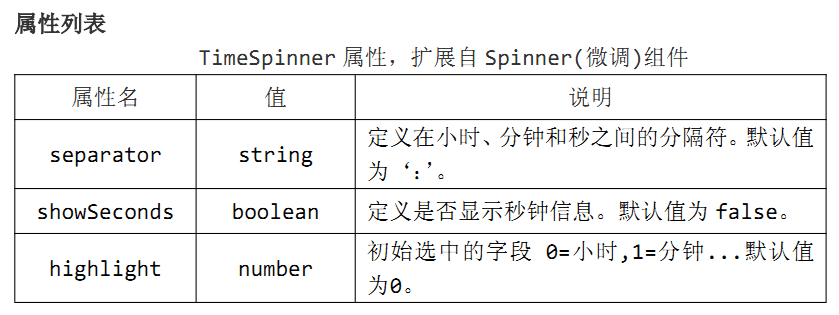 属性列表
TimeSpinner 属性，扩展自 Spinner(微调)组件
属性名 值 说明
separator string 定义在小时、分钟和秒之间的分隔符。默认值
为‘:’。
showSeconds boolean 定义是否显示秒钟信息。默认值为 false。
highlight number 初始选中的字段 0=小时,1=分钟...默认值
为0。